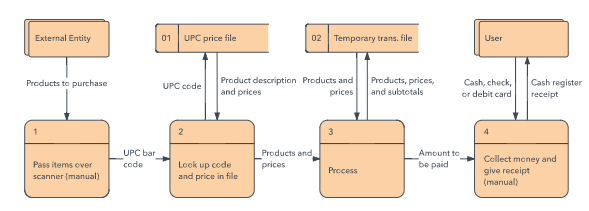 External Entity
01 UPC price file
02 Temporary trans. file
User
Products to purchase
UPC code
Product description
and prices
Products and
prices
Products, prices,
and subtotals
Cash, check,
or debit card
Cash register
receipt
1
Pass items over
scanner (manual)
UPC bar
code
2
Look up code
and price in file
Products and
prices
3
Process
Amount to
be paid
4
Collect money and
give receipt
(manual)